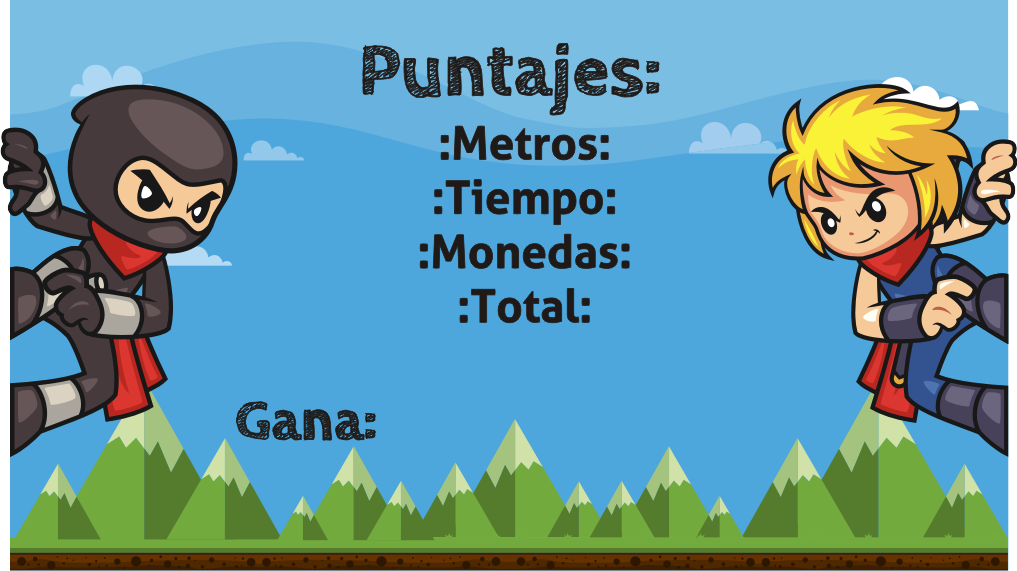 Puntajes:
:Metros:
:Tiempo:
:Monedas:
:Total:
Gana: